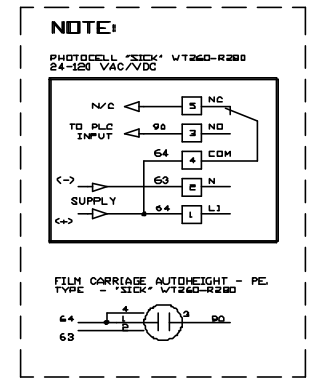 NOTE:
PHOTOCELL "SICK" WT260-R280
24-120 VAC/VDC
N/C 5 NC
TO PLC INPUT 90 3 NO
64 4 COM
<-> 63 2 N
SUPPLY
<+> 64 1 L1
FILM CARRIAGE AUTOHEIGHT - PE.
TYPE - "SICK" WT260-R280
4
64 1 3 90
2
63